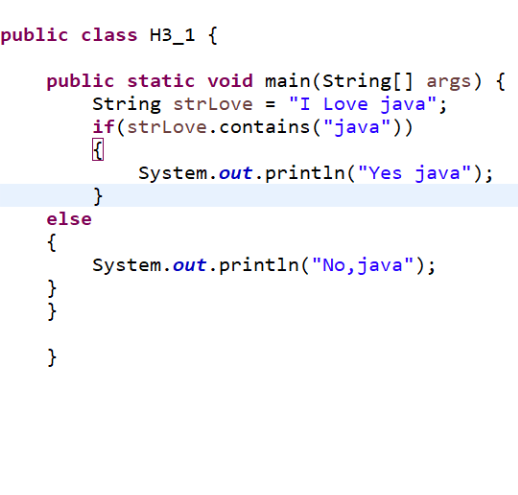 public class H3_1 {
public static void main(String[] args) {
String strLove = "I Love java";
if(strLove.contains("java"))
{
System.out.println("Yes java");
}
else
{
System.out.println("No,java");
}
}
}